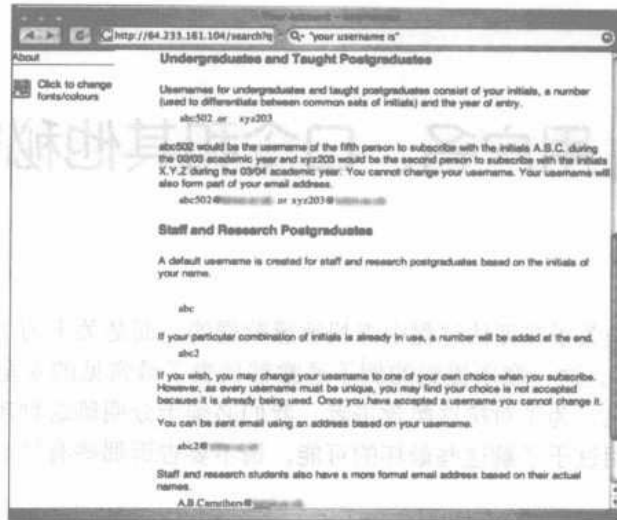 http://64.233.161.104/search?q
"your username is"
About
Click to change
fonts/colours
Undergraduates and Taught Postgraduates
Usernames for undergraduates and taught postgraduates consist of your initials, a number
(used to differentiate between common sets of initials) and the year of entry.
abc502 or xyz203
abc502 would be the username of the fifth person to subscribe with the initials A.B.C. during
the 02/03 academic year and xyz203 would be the second person to subscribe with the initials
X.Y.Z during the 03/04 academic year. You cannot change your username. Your username will
also form part of your email address.
abc502@ or xyz203@
Staff and Research Postgraduates
A default username is created for staff and research postgraduates based on the initials of
your name.
abc
If your particular combination of initials is already in use, a number will be added at the end.
abc2
If you wish, you may change your username to one of your own choice when you subscribe.
However, as every username must be unique, you may find your choice is not accepted
because it is already being used. Once you have accepted a username you cannot change it.
You can be sent email using an address based on your username.
abc2@
Staff and research students also have a more formal email address based on their actual
names.
A.B.Caruthers@